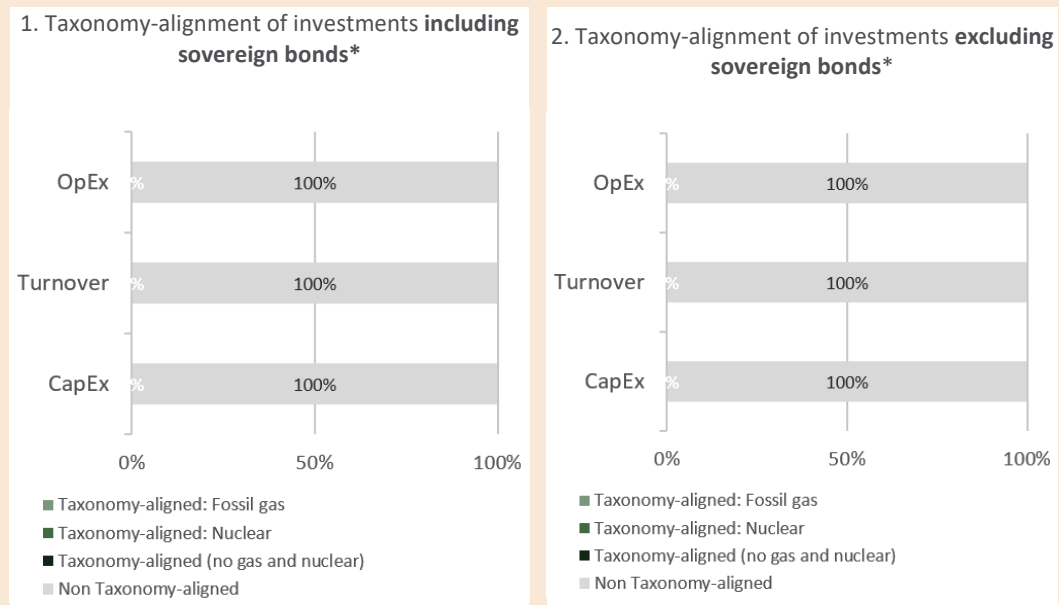 1. Taxonomy-alignment of investments including
sovereign bonds*
OpEx
%
100%
Turnover
%
100%
CapEx
%
100%
0%
50%
100%
Taxonomy-aligned: Fossil gas
Taxonomy-aligned: Nuclear
Taxonomy-aligned (no gas and nuclear)
Non Taxonomy-aligned
2. Taxonomy-alignment of investments excluding
sovereign bonds*
OpEx
%
100%
Turnover
%
100%
CapEx
%
100%
0%
50%
100%
Taxonomy-aligned: Fossil gas
Taxonomy-aligned: Nuclear
Taxonomy-aligned (no gas and nuclear)
Non Taxonomy-aligned